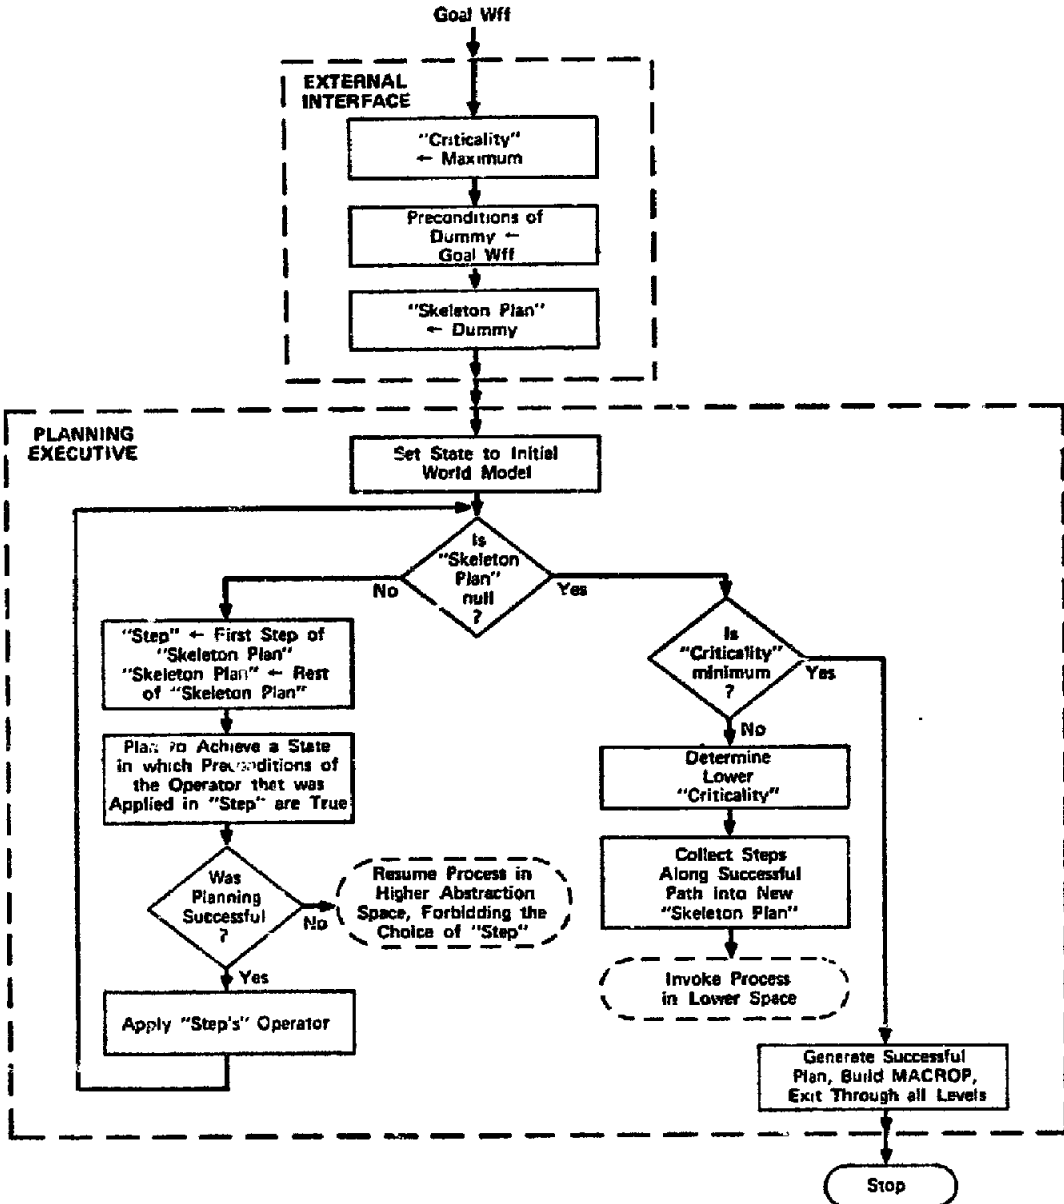 Goal Wff
EXTERNAL
INTERFACE
"Criticality"
← Maximum
Preconditions of
Dummy ←
Goal Wff
"Skeleton Plan"
← Dummy
PLANNING
EXECUTIVE
Set State to Initial
World Model
Is
"Skeleton
Plan"
null
?
No
Yes
"Step" ← First Step of
"Skeleton Plan"
"Skeleton Plan" ← Rest
of "Skeleton Plan"
Is
"Criticality"
minimum
?
Yes
No
Plan to Achieve a State
in which Preconditions of
the Operator that was
Applied in "Step" are True
Determine
Lower
"Criticality"
Was
Planning
Successful
?
No
Yes
Resume Process in
Higher Abstraction
Space, Forbidding the
Choice of "Step"
Collect Steps
Along Successful
Path into New
"Skeleton Plan"
Invoke Process
in Lower Space
Apply "Step's" Operator
Generate Successful
Plan, Build MACROP,
Exit Through all Levels
Stop